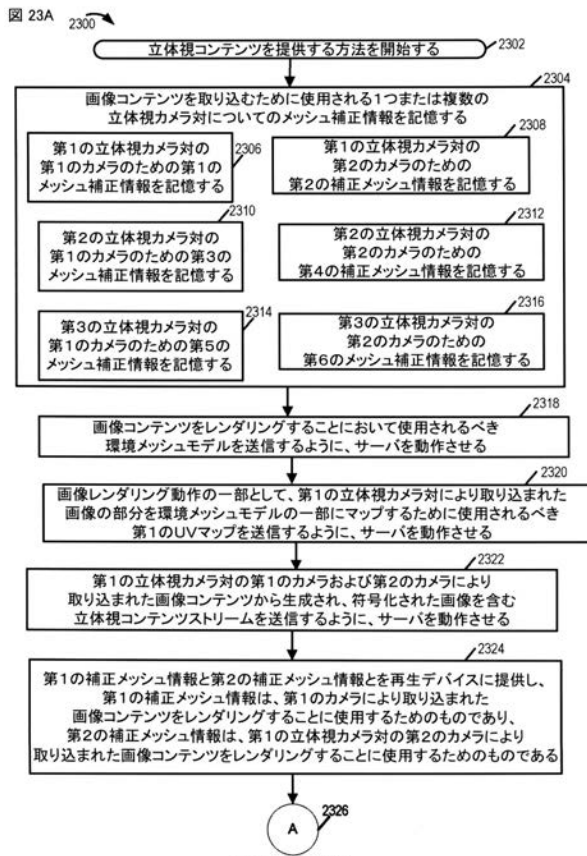 図 23A
2300
立体視コンテンツを提供する方法を開始する
2302
2304
画像コンテンツを取り込むために使用される1つまたは複数の
立体視カメラ対についてのメッシュ補正情報を記憶する
2306
第1の立体視カメラ対の
第1のカメラのための第1の
メッシュ補正情報を記憶する
2308
第1の立体視カメラ対の
第2のカメラのための
第2の補正メッシュ情報を記憶する
2310
第2の立体視カメラ対の
第1のカメラのための第3の
メッシュ補正情報を記憶する
2312
第2の立体視カメラ対の
第2のカメラのための
第4の補正メッシュ情報を記憶する
2314
第3の立体視カメラ対の
第1のカメラのための第5の
メッシュ補正情報を記憶する
2316
第3の立体視カメラ対の
第2のカメラのための
第6のメッシュ補正情報を記憶する
2318
画像コンテンツをレンダリングすることにおいて使用されるべき
環境メッシュモデルを送信するように、サーバを動作させる
2320
画像レンダリング動作の一部として、第1の立体視カメラ対により取り込まれた
画像の部分を環境メッシュモデルの一部にマップするために使用されるべき
第1のUVマップを送信するように、サーバを動作させる
2322
第1の立体視カメラ対の第1のカメラおよび第2のカメラにより
取り込まれた画像コンテンツから生成され、符号化された画像を含む
立体視コンテンツストリームを送信するように、サーバを動作させる
2324
第1の補正メッシュ情報と第2の補正メッシュ情報とを再生デバイスに提供し、
第1の補正メッシュ情報は、第1のカメラにより取り込まれた
画像コンテンツをレンダリングすることに使用するためのものであり、
第2の補正メッシュ情報は、第1の立体視カメラ対の第2のカメラにより
取り込まれた画像コンテンツをレンダリングすることに使用するためのものである
A
2326